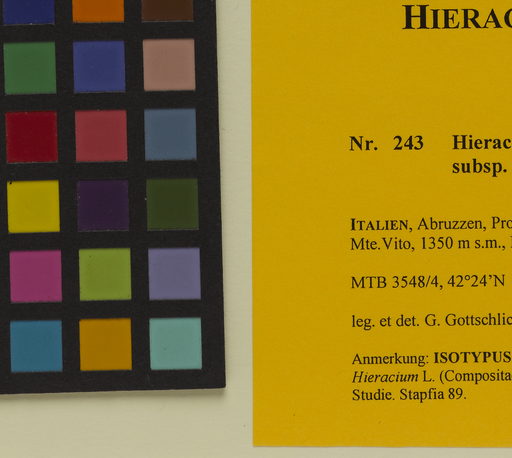 HIERAC
Nr. 243 Hierac
subsp.
ITALIEN, Abruzzen, Pro
Mte.Vito, 1350 m s.m.,
MTB 3548/4, 42°24'N
leg. et det. G. Gottschlic
Anmerkung: ISOTYPUS
Hieracium L. (Composita
Studie. Stapfia 89.